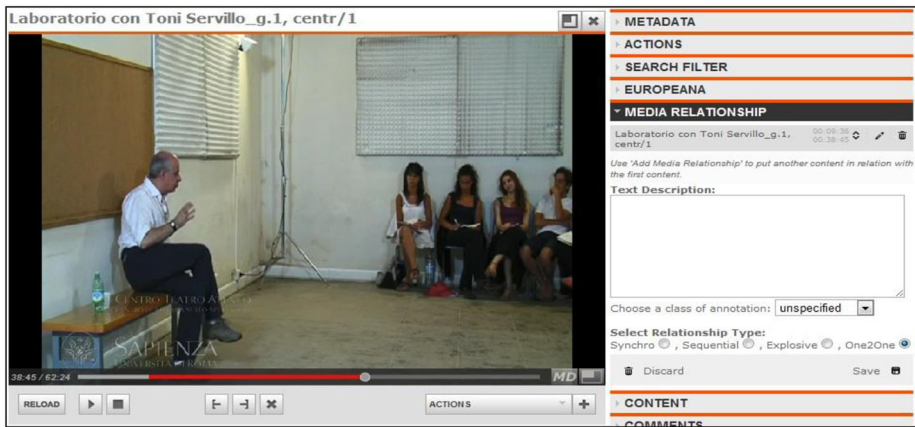 Laboratorio con Toni Servillo_g.1, centr/1
CENTRO TEATRO ATENEO
SAPIENZA
UNIVERSITÀ DI ROMA
38:45 / 62:24
MD
RELOAD
ACTIONS
METADATA
ACTIONS
SEARCH FILTER
EUROPEANA
MEDIA RELATIONSHIP
Laboratorio con Toni Servillo_g.1, 00:09:36
centr/1 00:38:45
Use 'Add Media Relationship' to put another content in relation with
the first content.
Text Description:
Choose a class of annotation: unspecified
Select Relationship Type:
Synchro , Sequential , Explosive , One2One
Discard Save
CONTENT
COMMENTS